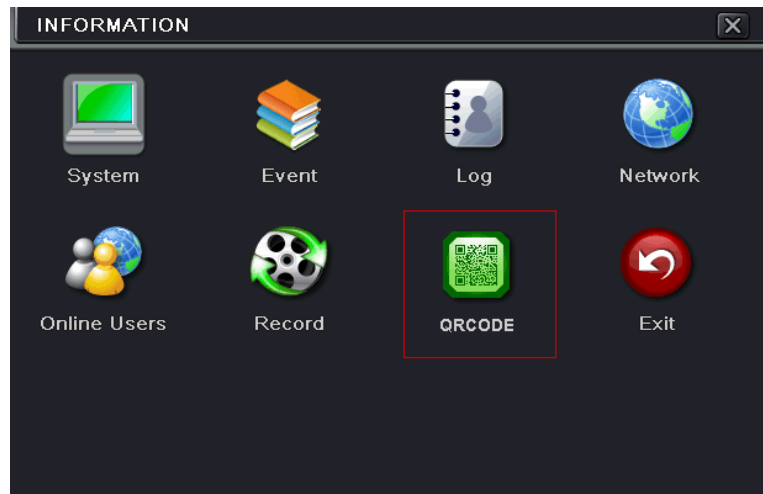 INFORMATION
System
Event
Log
Network
Online Users
Record
QRCODE
Exit